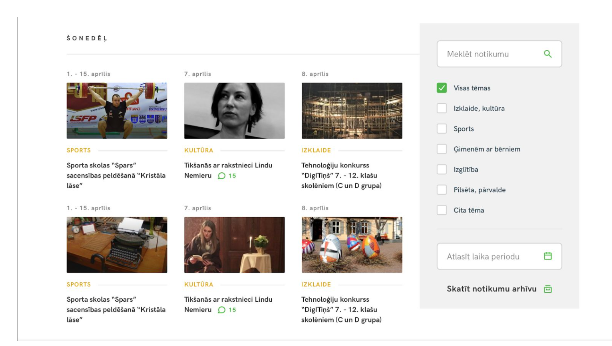 ŠONEDĒĻ
1. - 15. aprīlis
7. aprīlis
8. aprīlis
SPORTS
KULTŪRA
IZKLAIDE
Sporta skolas "Spars"
sacensības peldēšanā "Kristāla
lāse"
Tikšanās ar rakstnieci Lindu
Nemieru 15
Tehnoloģiju konkurss
"DigiTīņš" 7. - 12. klašu
skolēniem (C un D grupa)
1. - 15. aprīlis
7. aprīlis
8. aprīlis
SPORTS
KULTŪRA
IZKLAIDE
Sporta skolas "Spars"
sacensības peldēšanā "Kristāla
lāse"
Tikšanās ar rakstnieci Lindu
Nemieru 15
Tehnoloģiju konkurss
"DigiTīņš" 7. - 12. klašu
skolēniem (C un D grupa)
Meklēt notikumu
Visas tēmas
Izklaide, kultūra
Sports
Ģimenēm ar bērniem
Izglītība
Pilsēta, pārvalde
Cita tēma
Atlasīt laika periodu
Skatīt notikumu arhīvu